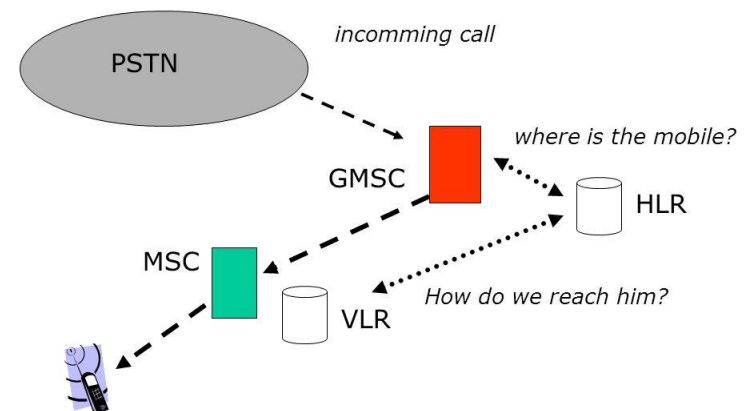 incomming call
PSTN
where is the mobile?
GMSC
HLR
MSC
How do we reach him?
VLR